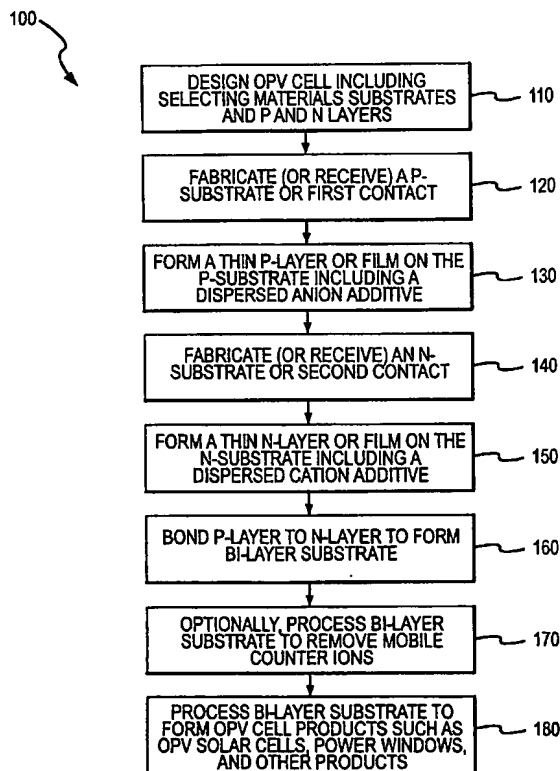 100
DESIGN OPV CELL INCLUDING
SELECTING MATERIALS SUBSTRATES
AND P AND N LAYERS
110
FABRICATE (OR RECEIVE) A P-
SUBSTRATE OR FIRST CONTACT
120
FORM A THIN P-LAYER OR FILM ON THE
P-SUBSTRATE INCLUDING A
DISPERSED ANION ADDITIVE
130
FABRICATE (OR RECEIVE) AN N-
SUBSTRATE OR SECOND CONTACT
140
FORM A THIN N-LAYER OR FILM ON THE
N-SUBSTRATE INCLUDING A
DISPERSED CATION ADDITIVE
150
BOND P-LAYER TO N-LAYER TO FORM
BI-LAYER SUBSTRATE
160
OPTIONALLY, PROCESS BI-LAYER
SUBSTRATE TO REMOVE MOBILE
COUNTER IONS
170
PROCESS BI-LAYER SUBSTRATE TO
FORM OPV CELL PRODUCTS SUCH AS
OPV SOLAR CELLS, POWER WINDOWS,
AND OTHER PRODUCTS
180